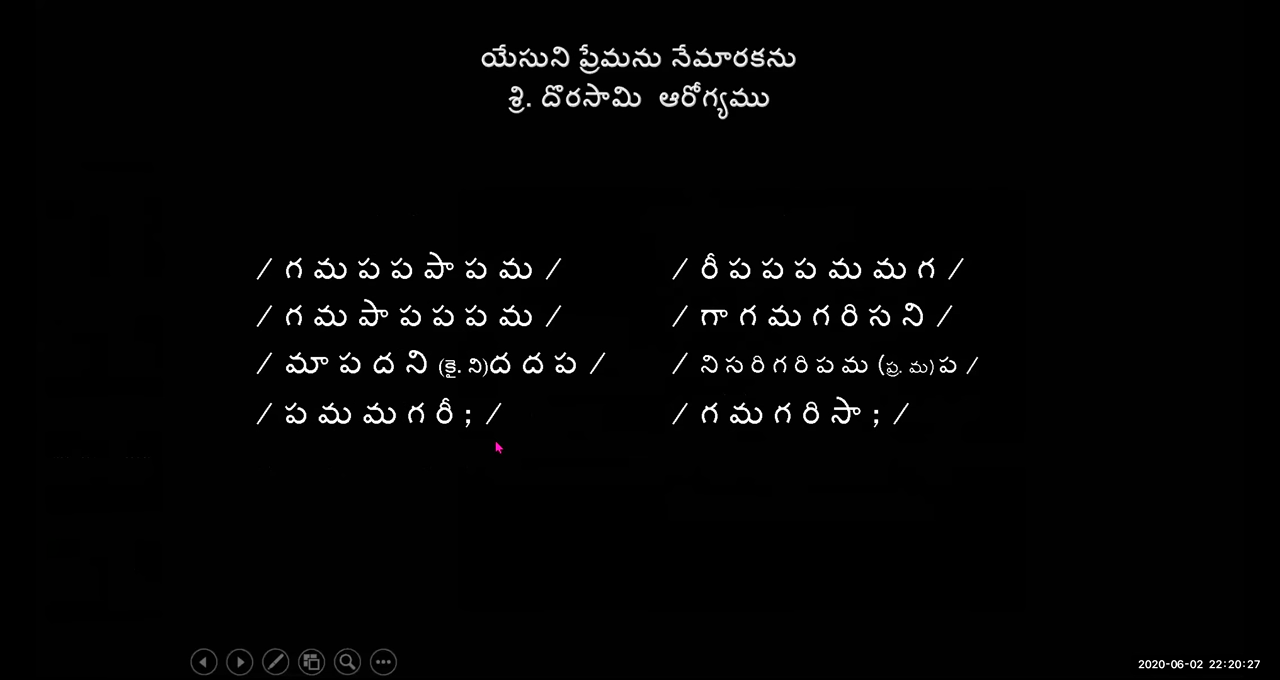 యేసుని ప్రేమను నేమారకను
శ్రి. దొరసామి ఆరోగ్యము
/ గ మ ప ప పా ప మ / / రీ ప ప ప మ మ గ /
/ గ మ పా ప ప ప మ / / గా గ మ గ రి స ని /
/ మా ప ద ని (కై. ని)ద ద ప / / ని స రి గ రి ప మ (ప్ర. మ) ప /
/ ప మ మ గ రీ ; / / గ మ గ రి సా ; /
2020-06-02 22:20:27